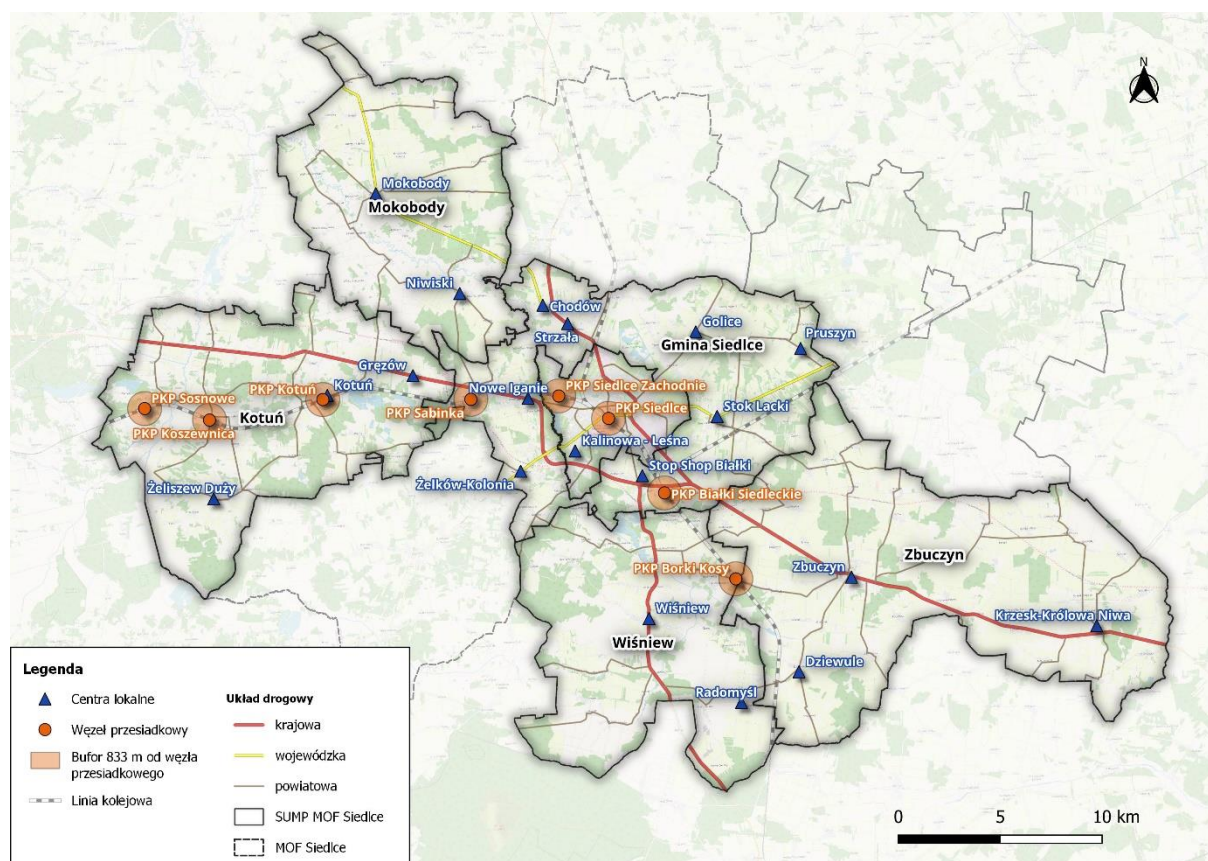 N
Mokobody
Mokobody
Niwiski
Chodów
Strzała
Golice
Gmina Siedlce
Pruszyn
Gręzów
PKP Kotuń
Kotuń
Nowe Iganie
PKP Siedlce Zachodnie
PKP Sosnowe
PKP Sabinka
PKP Siedlce
Kotuń
Stok Lacki
PKP Koszewnica
Kalinowa - Leśna
Żelków-Kolonia
Stop Shop Białki
Żeliszew Duży
PKP Białki Siedleckie
Zbuczyn
PKP Borki Kosy
Zbuczyn
Wiśniew
Krzesk-Królowa Niwa
Wiśniew
Dziewule
Radomyśl
Legenda
Centra lokalne
Węzeł przesiadkowy
Bufor 833 m od węzła
przesiadkowego
Linia kolejowa
Układ drogowy
krajowa
wojewódzka
powiatowa
SUMP MOF Siedlce
MOF Siedlce
0 5 10 km